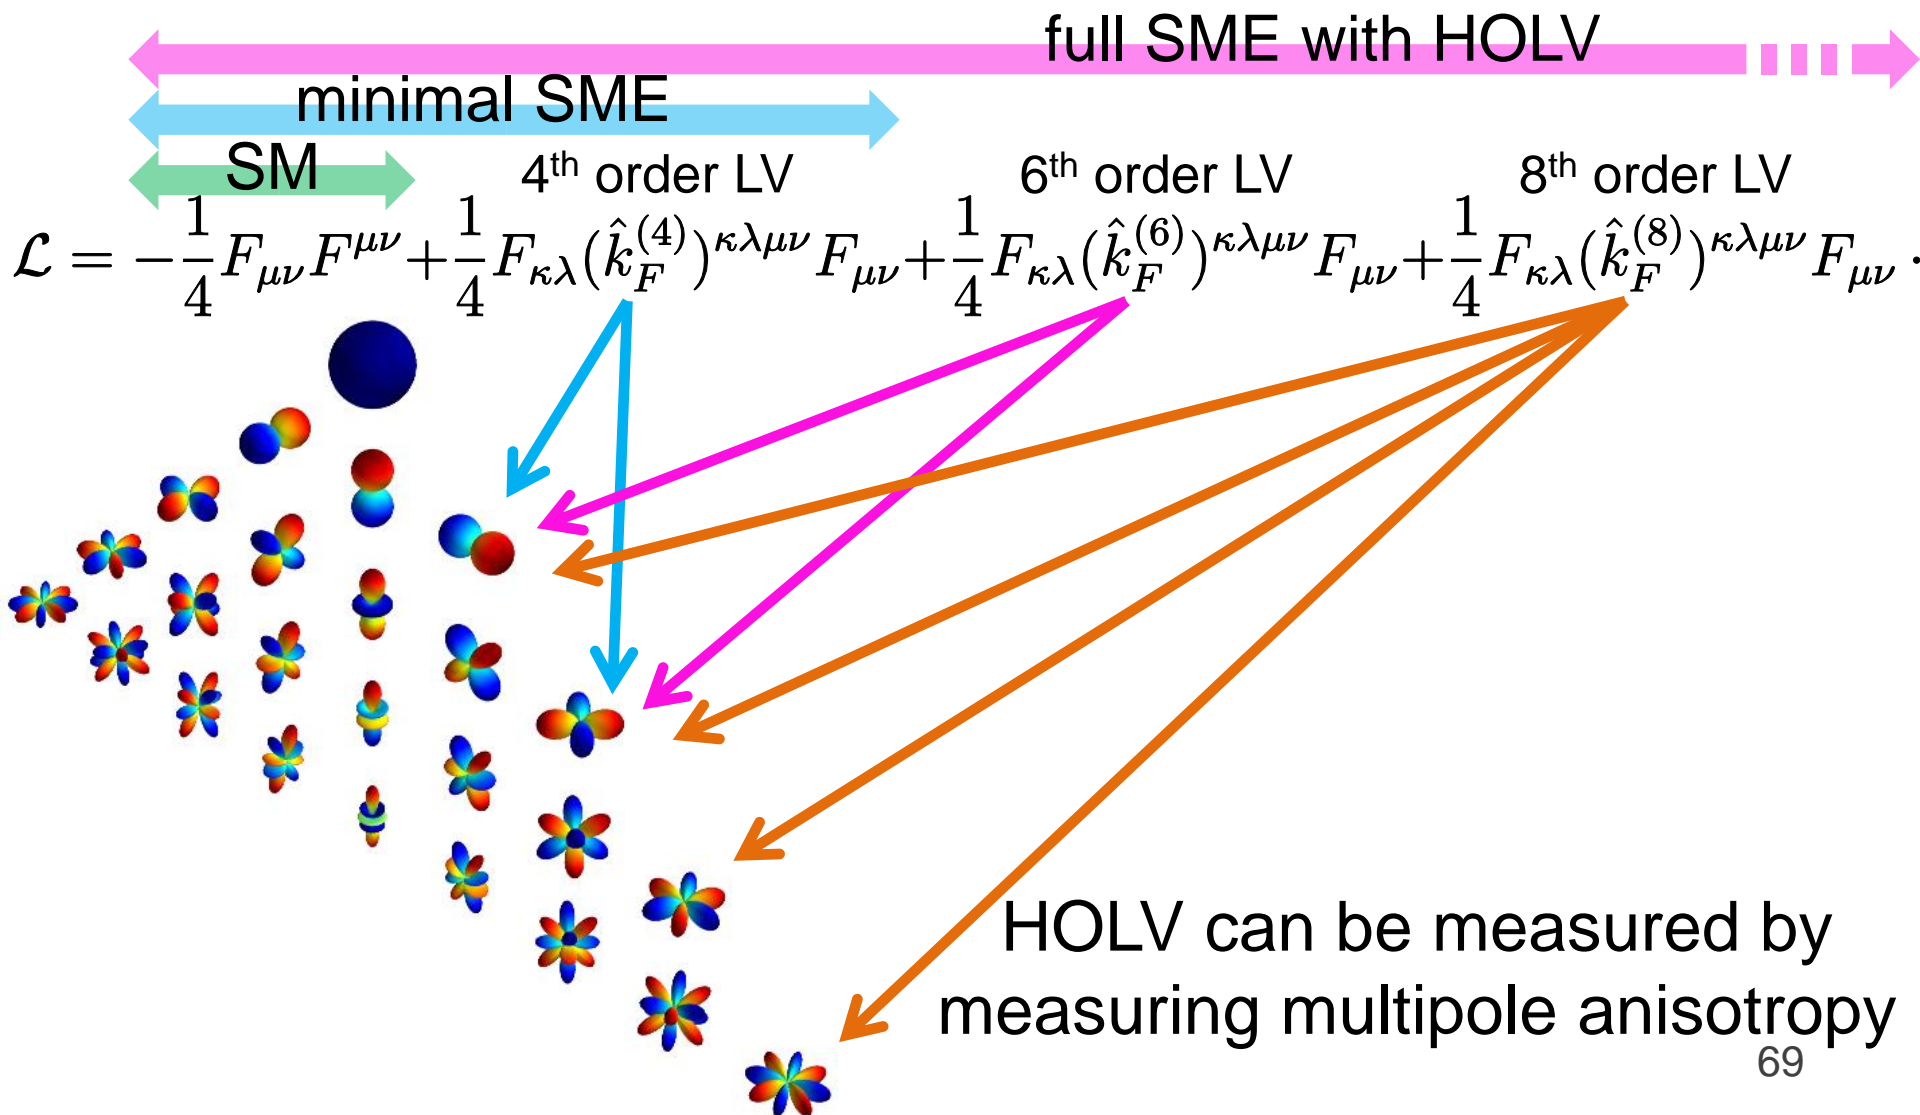 full SME with HOLV
minimal SME
SM
4th order LV
6th order LV
8th order LV
ℒ = −1/4 F_{μν}F^{μν} + 1/4 F_{κλ}(k̂_F^{(4)})^{κλμν}F_{μν} + 1/4 F_{κλ}(k̂_F^{(6)})^{κλμν}F_{μν} + 1/4 F_{κλ}(k̂_F^{(8)})^{κλμν}F_{μν} ·
HOLV can be measured by
measuring multipole anisotropy
69